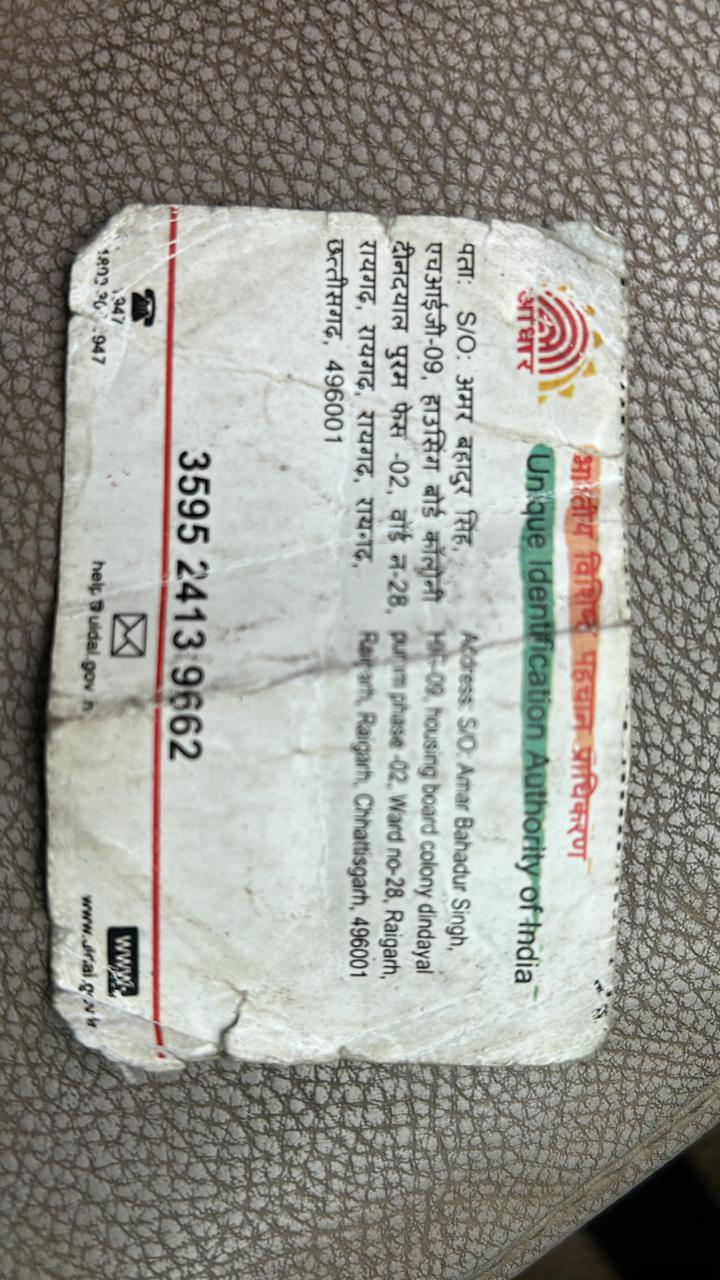 भारतीय विशिष्ट पहचान प्राधिकरण
Unique Identification Authority of India
आधार
पता: S/O: अमर बहादुर सिंह,
एचआईजी-09, हाउसिंग बोर्ड कॉलोनी
दीनदयाल पुरम फेस -02, वॉर्ड न-28,
रायगढ, रायगढ, रायगढ, रायगढ,
छत्तीसगढ, 496001
Address: S/O: Amar Bahadur Singh,
-09, housing board colony dindayal
purum phase -02, Ward no-28, Raigarh,
Raigarh, Raigarh, Chhattisgarh, 496001
3595 2413 9662
1947
help@uidai.gov.in
www
www.uidai.gov.in